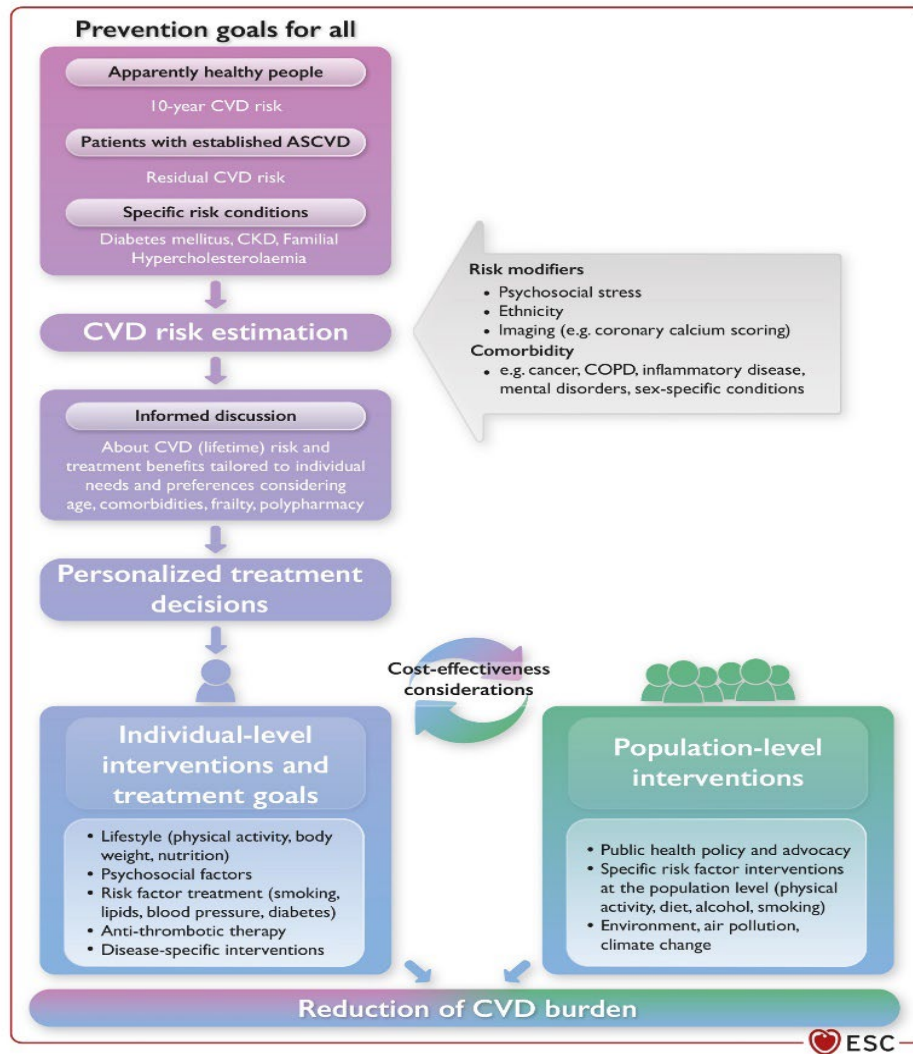 Prevention goals for all
Apparently healthy people
10-year CVD risk
Patients with established ASCVD
Residual CVD risk
Specific risk conditions
Diabetes mellitus, CKD, Familial
Hypercholesterolaemia
Risk modifiers
• Psychosocial stress
• Ethnicity
• Imaging (e.g. coronary calcium scoring)
Comorbidity
• e.g. cancer, COPD, inflammatory disease,
mental disorders, sex-specific conditions
CVD risk estimation
Informed discussion
About CVD (lifetime) risk and
treatment benefits tailored to individual
needs and preferences considering
age, comorbidities, frailty, polypharmacy
Personalized treatment
decisions
Cost-effectiveness
considerations
Individual-level
interventions and
treatment goals
• Lifestyle (physical activity, body
weight, nutrition)
• Psychosocial factors
• Risk factor treatment (smoking,
lipids, blood pressure, diabetes)
• Anti-thrombotic therapy
• Disease-specific interventions
Population-level
interventions
• Public health policy and advocacy
• Specific risk factor interventions
at the population level (physical
activity, diet, alcohol, smoking)
• Environment, air pollution,
climate change
Reduction of CVD burden
ESC